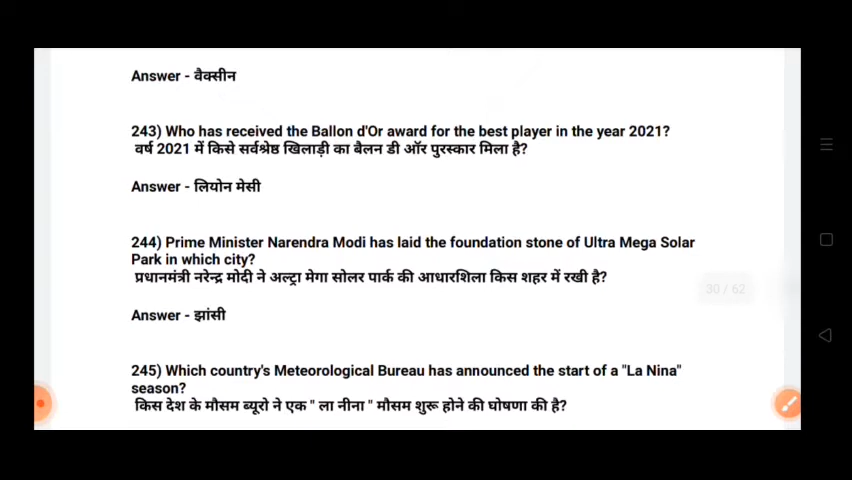 Answer - वैक्सीन
243) Who has received the Ballon d'Or award for the best player in the year 2021?
वर्ष 2021 में किसे सर्वश्रेष्ठ खिलाड़ी का बैलन डी ऑर पुरस्कार मिला है?
Answer - लियोन मेसी
244) Prime Minister Narendra Modi has laid the foundation stone of Ultra Mega Solar
Park in which city?
प्रधानमंत्री नरेन्द्र मोदी ने अल्ट्रा मेगा सोलर पार्क की आधारशिला किस शहर में रखी है?
30 / 62
Answer - झांसी
245) Which country's Meteorological Bureau has announced the start of a "La Nina"
season?
किस देश के मौसम ब्यूरो ने एक " ला नीना " मौसम शुरू होने की घोषणा की है?